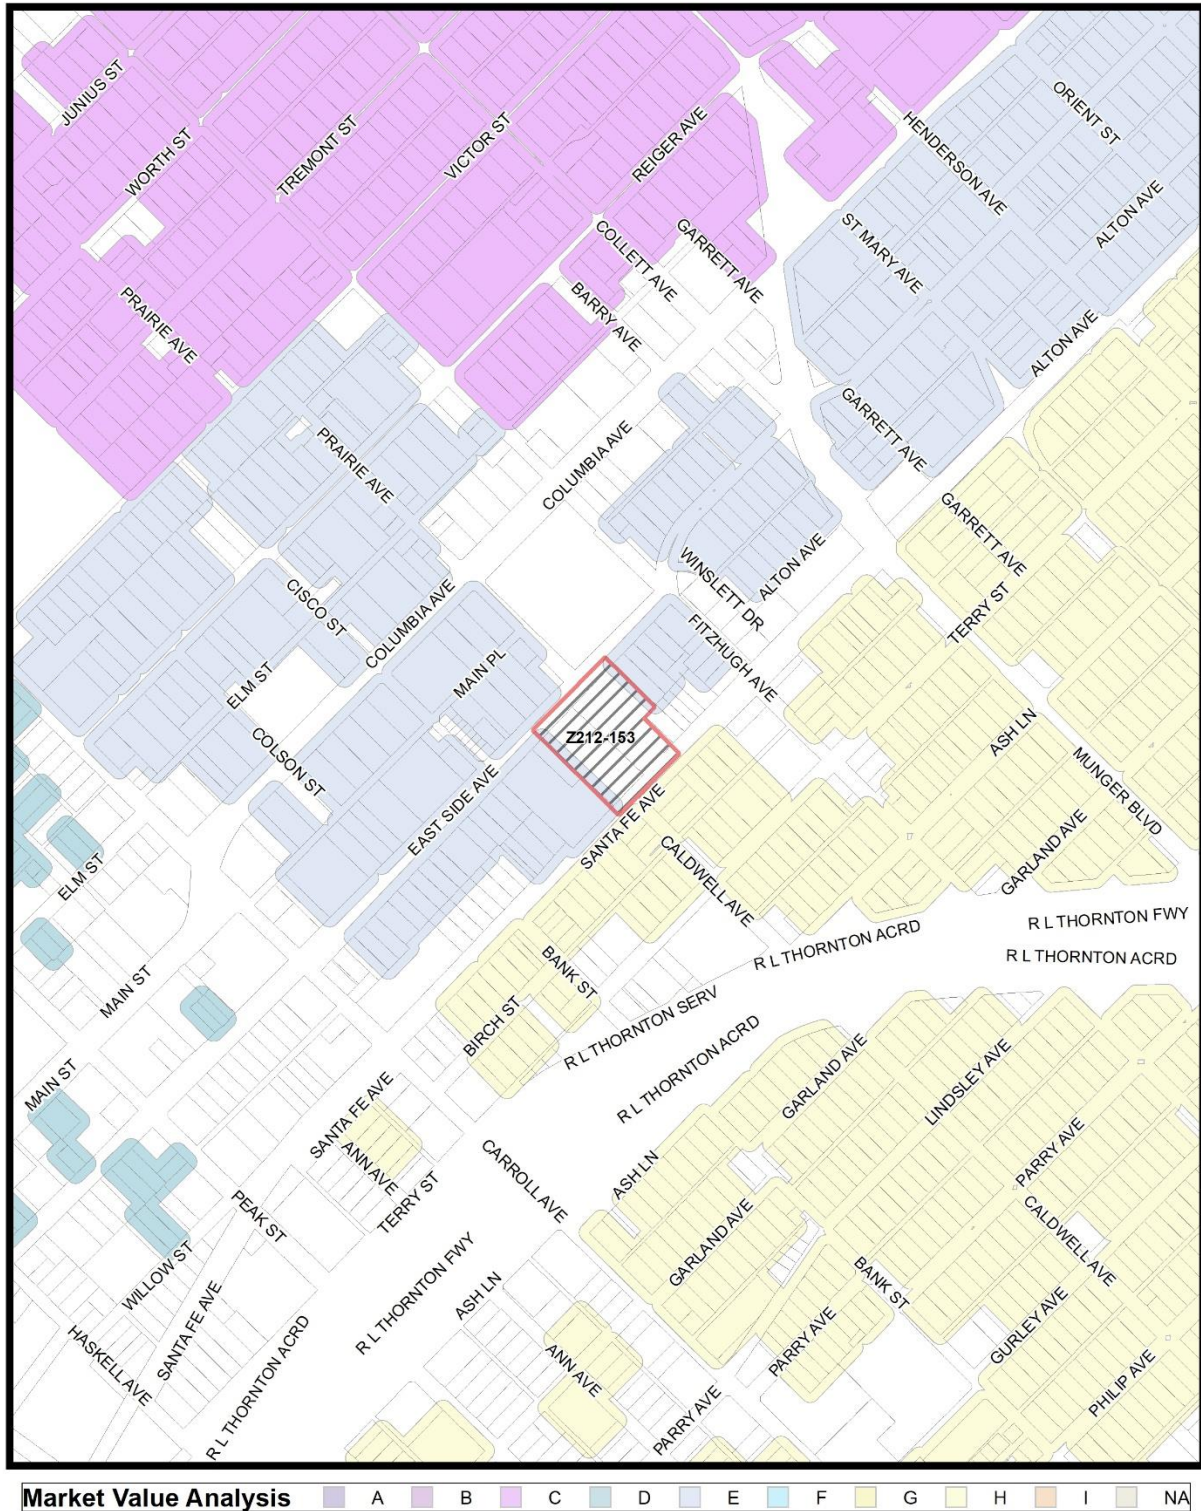 JUNIUS ST
WORTH ST
TREMONT ST
VICTOR ST
REIGER AVE
HENDERSON AVE
ORIENT ST
ALTON AVE
ST MARY AVE
COLLETT AVE
GARRETT AVE
BARRY AVE
PRAIRIE AVE
ALTON AVE
GARRETT AVE
PRAIRIE AVE
COLUMBIA AVE
GARRETT AVE
WINSLETT DR
ALTON AVE
TERRY ST
CISCO ST
COLUMBIA AVE
FITZHUGH AVE
ELM ST
MAIN PL
Z212-153
COLSON ST
ASH LN
MUNGER BLVD
EAST SIDE AVE
SANTA FE AVE
ELM ST
CALDWELL AVE
GARLAND AVE
R L THORNTON FWY
R L THORNTON ACRD
R L THORNTON ACRD
MAIN ST
BANK ST
BIRCH ST
R L THORNTON SERV
R L THORNTON ACRD
GARLAND AVE
LINDSLEY AVE
MAIN ST
SANTA FE AVE
ANN AVE
CARROLL AVE
ASH LN
PARRY AVE
PEAK ST
TERRY ST
GARLAND AVE
CALDWELL AVE
WILLOW ST
SANTA FE AVE
R L THORNTON FWY
ASH LN
BANK ST
HASKELL AVE
R L THORNTON ACRD
ANN AVE
PARRY AVE
GURLEY AVE
PARRY AVE
PHILIP AVE
Market Value Analysis A B C D E F G H I NA